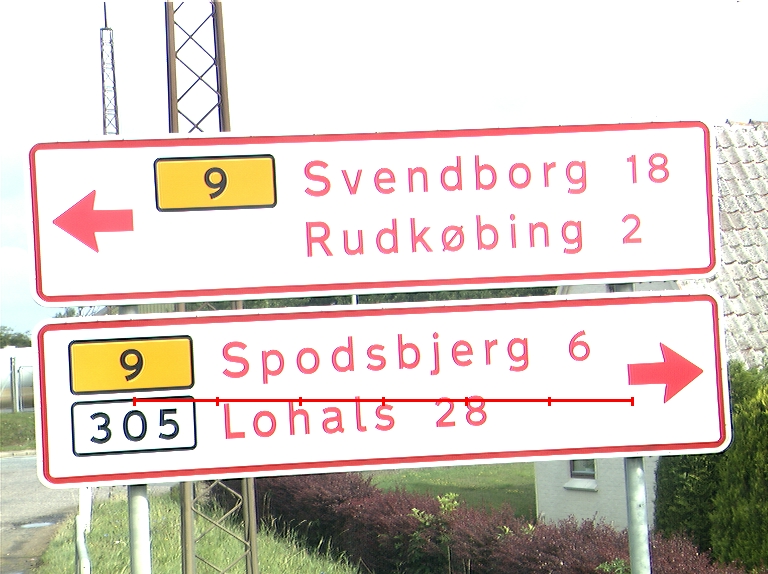 9 Svendborg 18
Rudkøbing 2
9 Spodsbjerg 6
305 Lohals 28